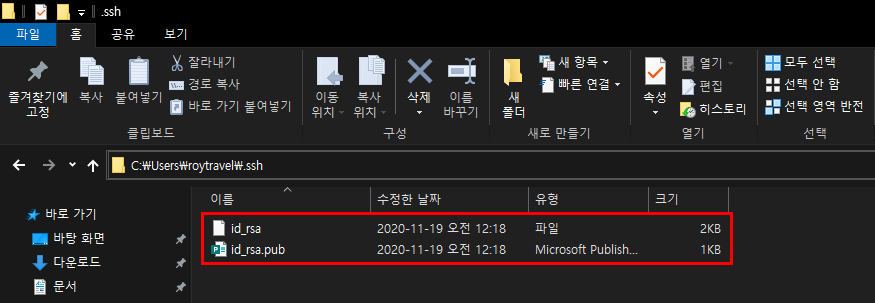 .ssh
파일 홈 공유 보기
즐겨찾기에 고정
복사
붙여넣기
잘라내기
경로 복사
바로 가기 붙여넣기
클립보드
이동 위치
복사 위치
삭제
이름 바꾸기
구성
새 폴더
새 항목
빠른 연결
새로 만들기
속성
열기
편집
히스토리
열기
모두 선택
선택 안 함
선택 영역 반전
선택
C:₩Users₩roytravel₩.ssh
이름 수정한 날짜 유형 크기
id_rsa 2020-11-19 오전 12:18 파일 2KB
id_rsa.pub 2020-11-19 오전 12:18 Microsoft Publish... 1KB
바로 가기
바탕 화면
다운로드
문서